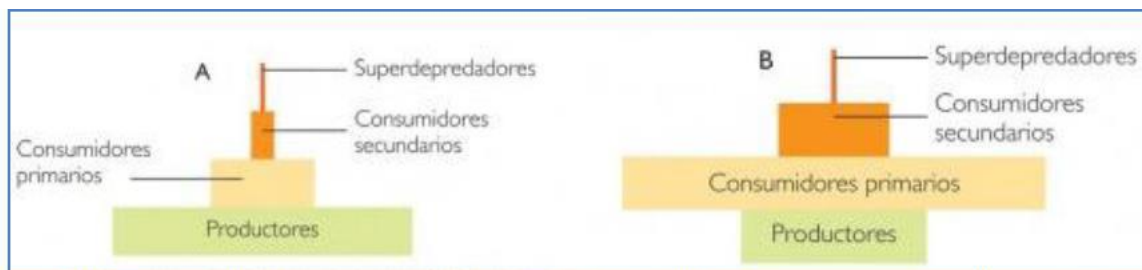 A
Superdepredadores
Consumidores
secundarios
Consumidores
primarios
Productores
B
Superdepredadores
Consumidores
secundarios
Consumidores primarios
Productores